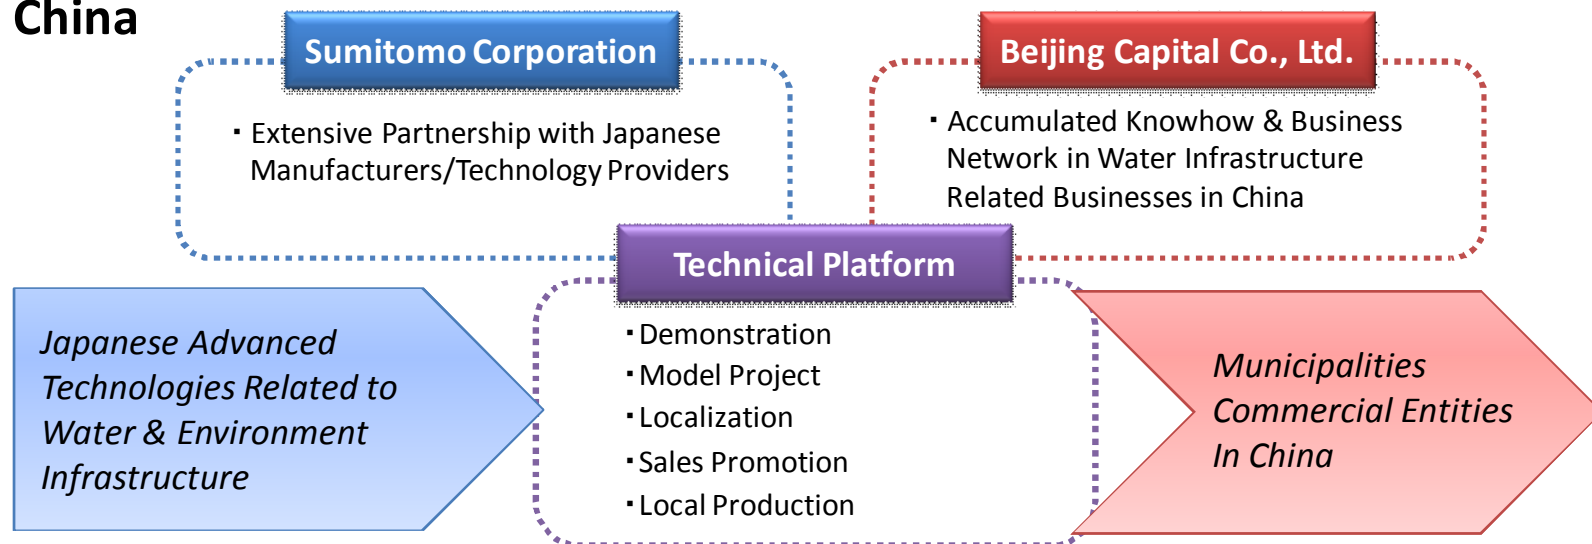 China
Sumitomo Corporation
・Extensive Partnership with Japanese
Manufacturers/Technology Providers
Beijing Capital Co., Ltd.
・Accumulated Knowhow & Business
Network in Water Infrastructure
Related Businesses in China
Technical Platform
・Demonstration
・Model Project
・Localization
・Sales Promotion
・Local Production
Japanese Advanced
Technologies Related to
Water & Environment
Infrastructure
Municipalities
Commercial Entities
In China